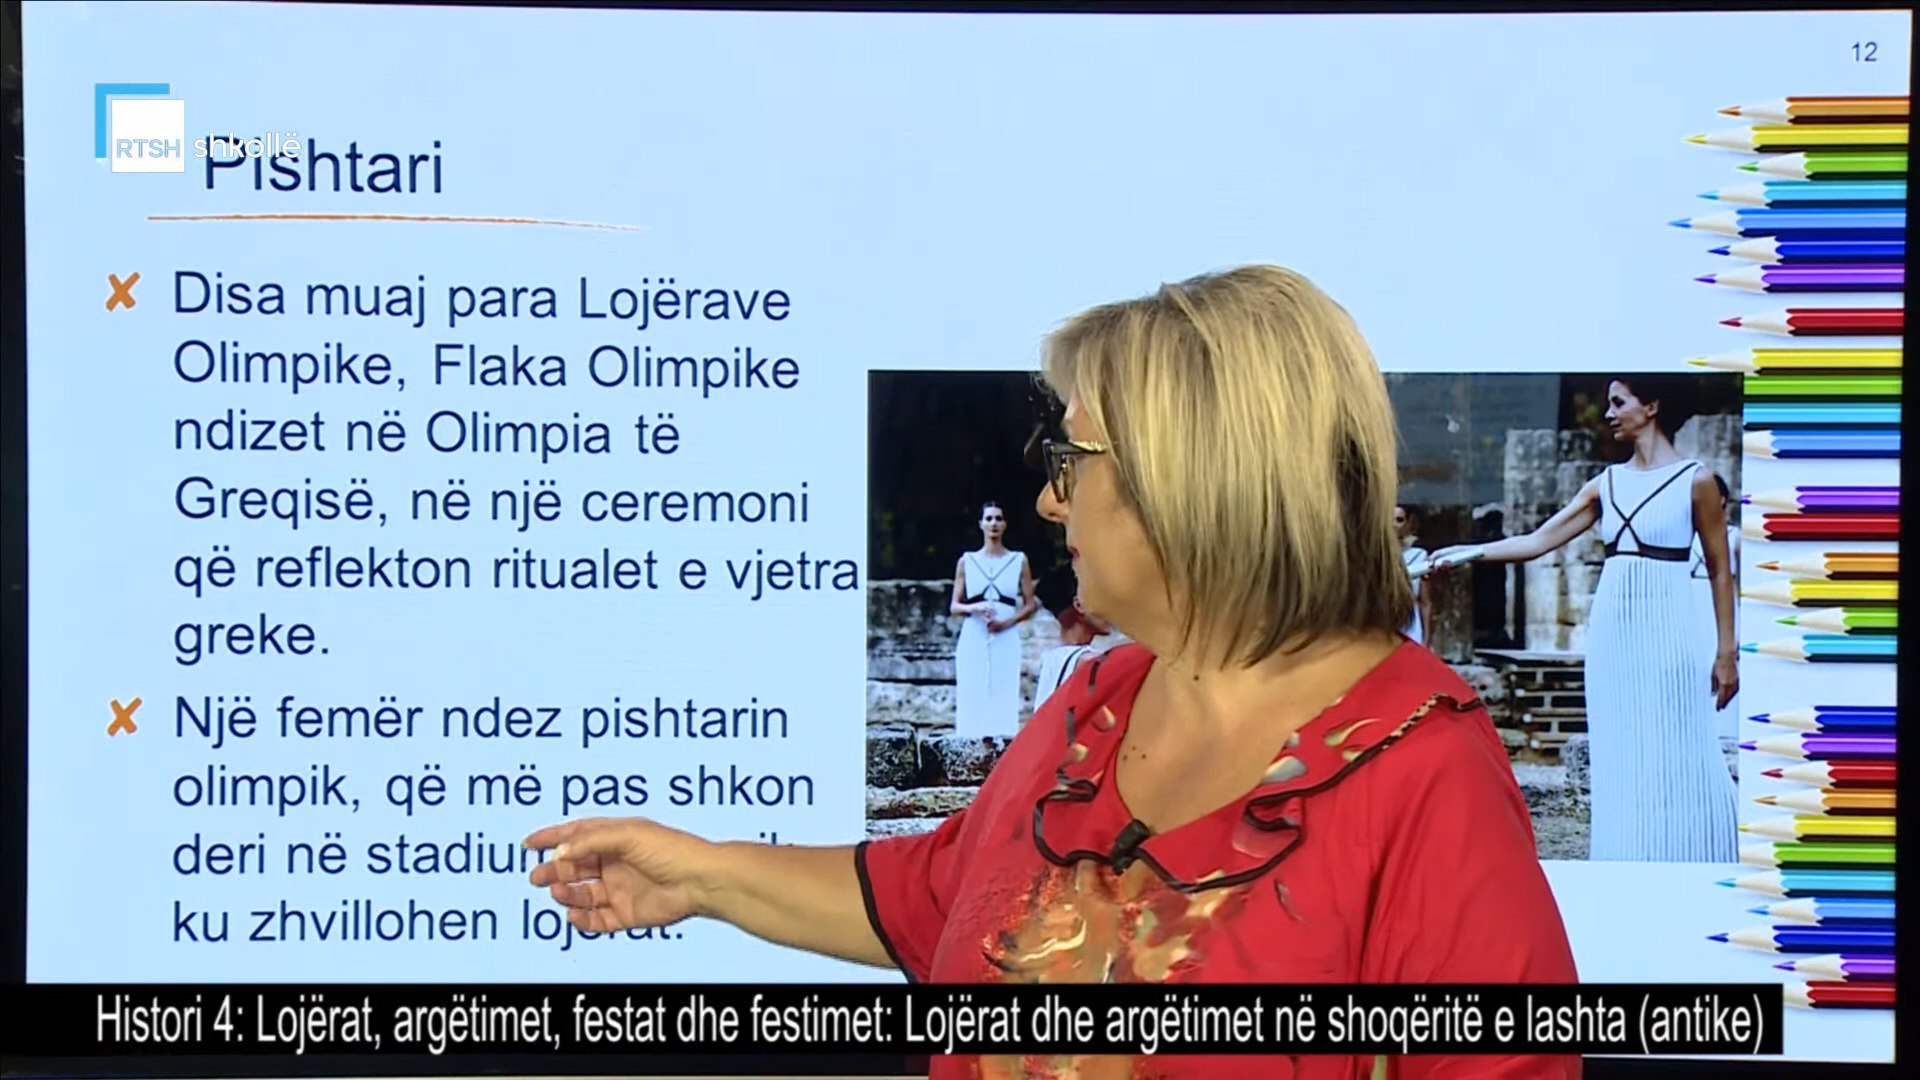 12
RTSH shkollë
Pishtari
Disa muaj para Lojërave
Olimpike, Flaka Olimpike
ndizet në Olimpia të
Greqisë, në një ceremoni
që reflekton ritualet e vjetra
greke.
Një femër ndez pishtarin
olimpik, që më pas shkon
deri në
ku zhvillohen
Histori 4: Lojërat, argëtimet, festat dhe festimet: Lojërat dhe argëtimet në shoqëritë e lashta (antike)